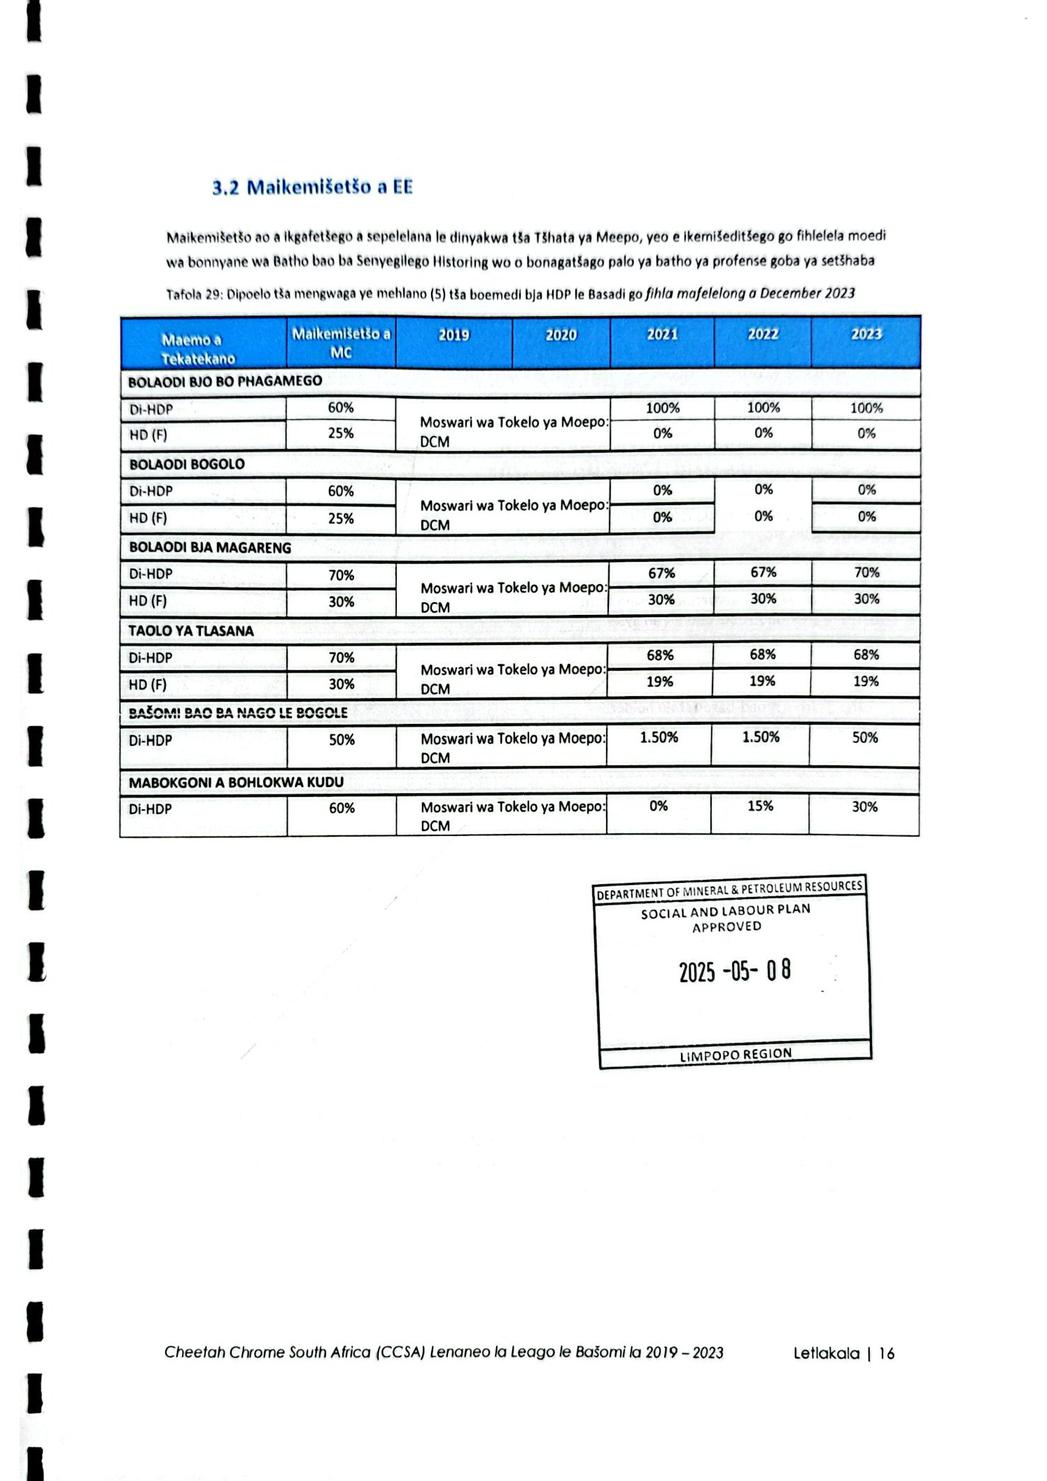 3.2 Maikemišetšo a EE
Maikemišetšo ao a ikgafetšego a sepelelana le dinyakwa tša Tšhata ya Meepo, yeo e ikemišeditšego go fihlelela moedi
wa bonnyane wa Batho bao ba Senyegilego Historing wo o bonagatšago palo ya batho ya profense goba ya setšhaba
Tafola 29: Dipoelo tša mengwaga ye mehlano (5) tša boemedi bja HDP le Basadi go fihla mafelelong a December 2023
Maemo a Tekatekano Maikemišetšo a MC 2019 2020 2021 2022 2023
BOLAODI BJO BO PHAGAMEGO
Di-HDP 60% Moswari wa Tokelo ya Moepo: DCM 100% 100% 100%
HD (F) 25% 0% 0% 0%
BOLAODI BOGOLO
Di-HDP 60% Moswari wa Tokelo ya Moepo: DCM 0% 0% 0%
HD (F) 25% 0% 0% 0%
BOLAODI BJA MAGARENG
Di-HDP 70% Moswari wa Tokelo ya Moepo: DCM 67% 67% 70%
HD (F) 30% 30% 30% 30%
TAOLO YA TLASANA
Di-HDP 70% Moswari wa Tokelo ya Moepo: DCM 68% 68% 68%
HD (F) 30% 19% 19% 19%
BAŠOMI BAO BA NAGO LE BOGOLE
Di-HDP 50% Moswari wa Tokelo ya Moepo: DCM 1.50% 1.50% 50%
MABOKGONI A BOHLOKWA KUDU
Di-HDP 60% Moswari wa Tokelo ya Moepo: DCM 0% 15% 30%
DEPARTMENT OF MINERAL & PETROLEUM RESOURCES
SOCIAL AND LABOUR PLAN
APPROVED
2025 -05- 08
LIMPOPO REGION
Cheetah Chrome South Africa (CCSA) Lenaneo la Leago le Bašomi la 2019 – 2023 Letlakala | 16